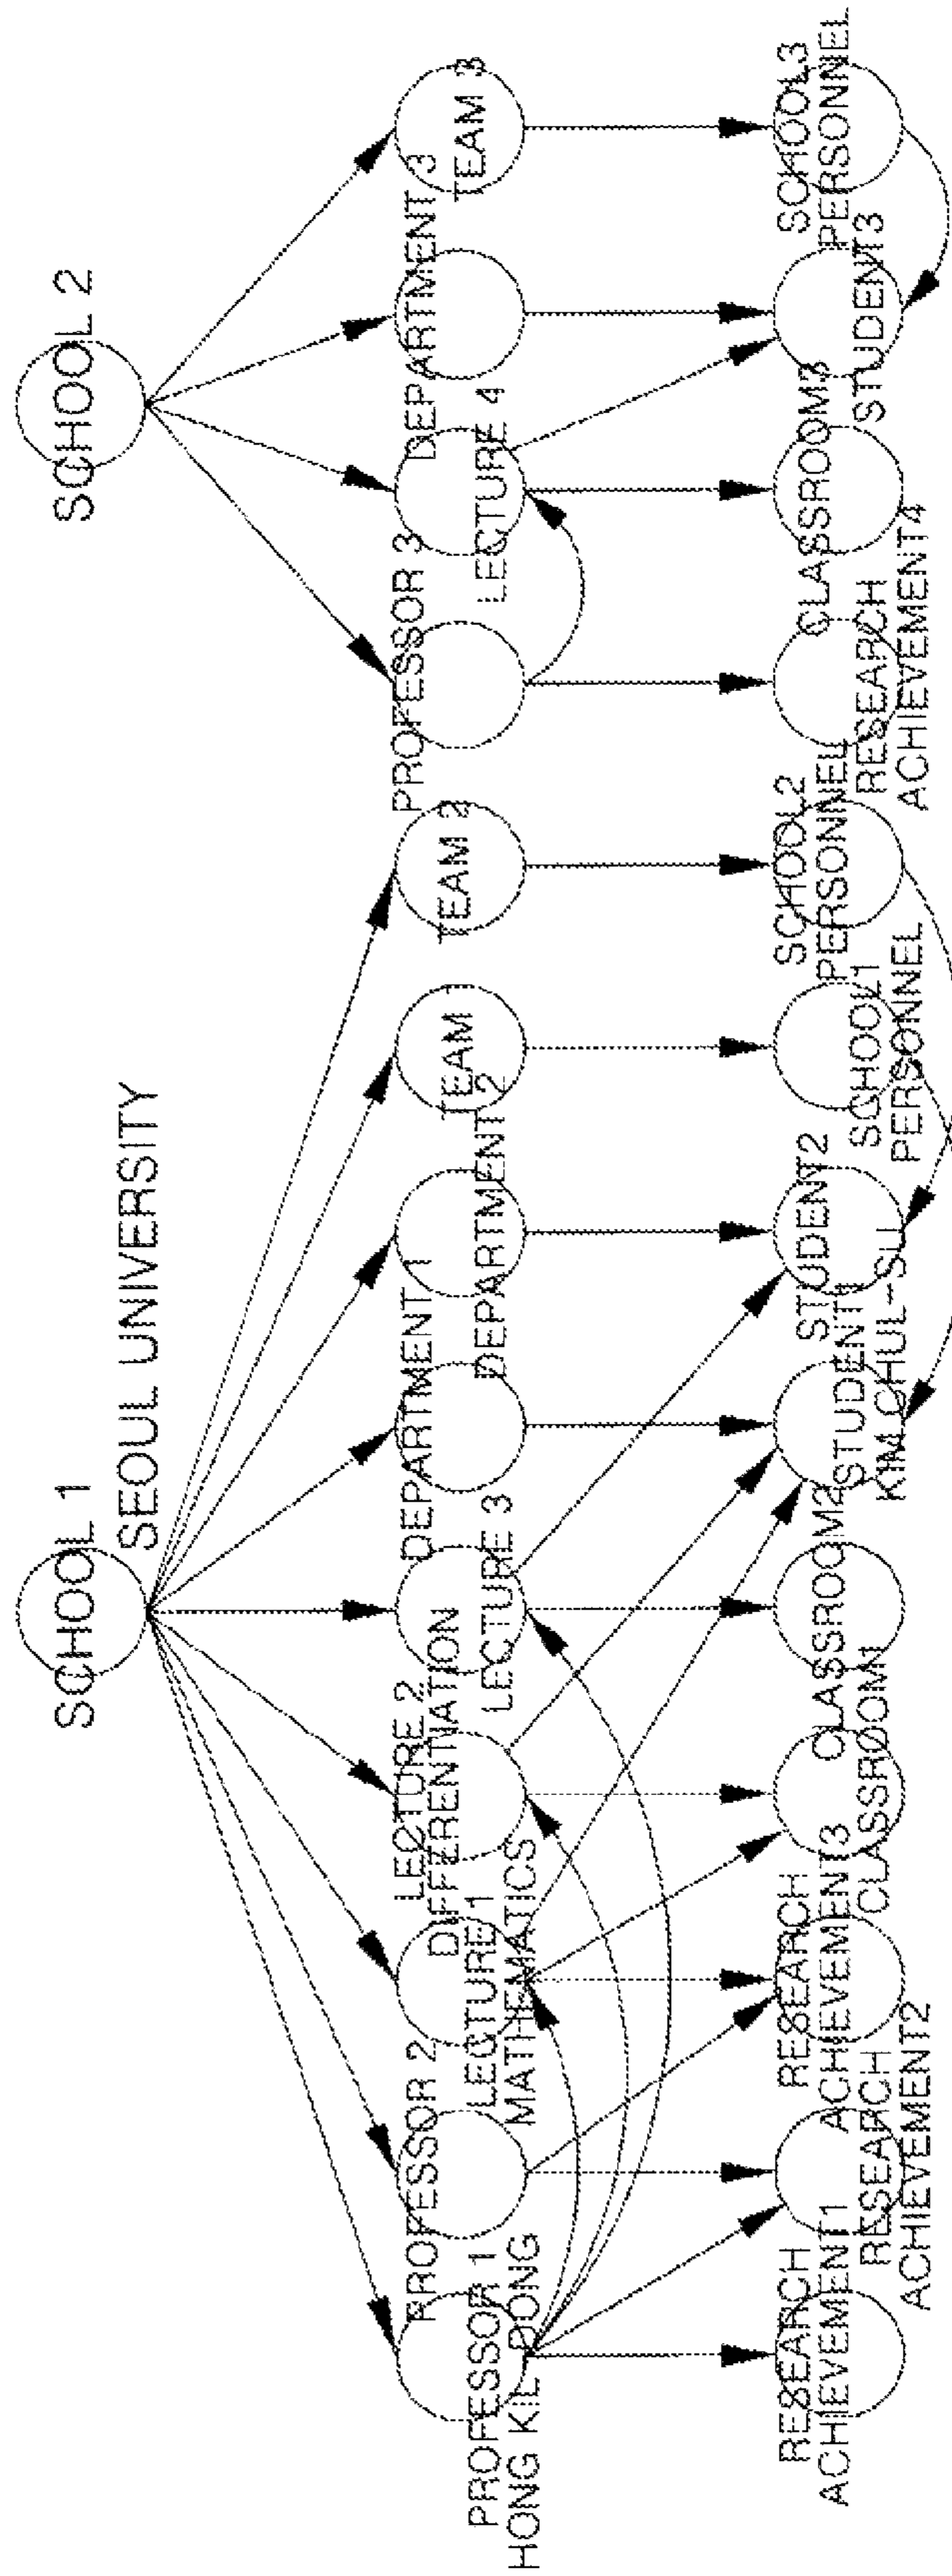 SCHOOL 1
SEOUL UNIVERSITY
SCHOOL 2
PROFESSOR 1
HONG KIL DONG
PROFESSOR 2
LECTURE 1
MATHEMATICS
LECTURE 2
DIFFERENTIATION
LECTURE 3
DEPARTMENT 1
DEPARTMENT 2
TEAM 1
TEAM 2
PROFESSOR 3
LECTURE 4
DEPARTMENT 3
TEAM 3
RESEARCH
ACHIEVEMENT1
RESEARCH
ACHIEVEMENT2
RESEARCH
ACHIEVEMENT3
CLASSROOM1
CLASSROOM2
STUDENT1
KIM CHUL-SU
STUDENT2
SCHOOL1
PERSONNEL
SCHOOL2
PERSONNEL
RESEARCH
ACHIEVEMENT4
CLASSROOM3
STUDENT3
SCHOOL3
PERSONNEL